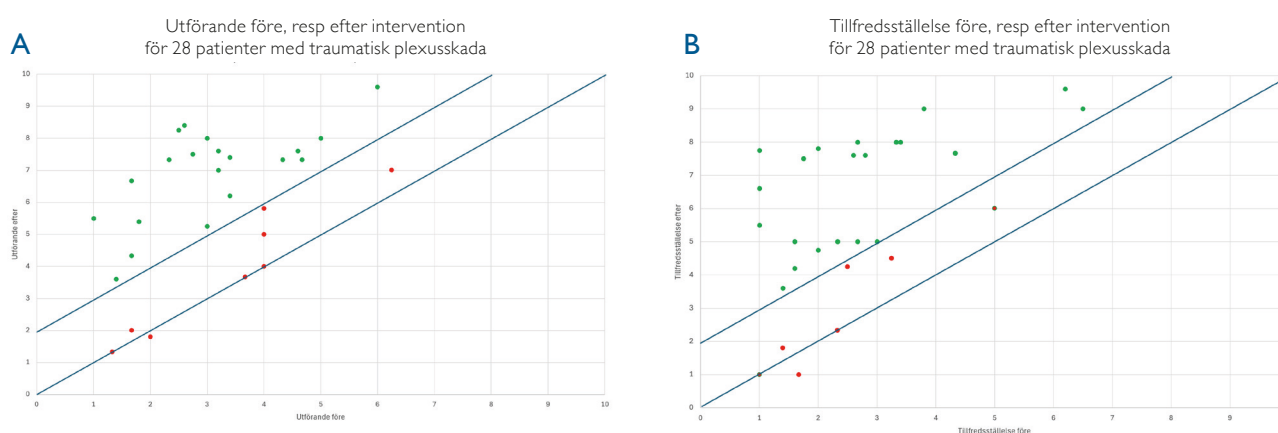 A
Utförande före, resp efter intervention
för 28 patienter med traumatisk plexusskada
10
9
8
7
6
5
4
3
2
1
0
Utförande efter
0 1 2 3 4 5 6 7 8 9 10
Utförande före
B
Tillfredsställelse före, resp efter intervention
för 28 patienter med traumatisk plexusskada
10
9
8
7
6
5
4
3
2
1
0
Tillfredsställelse efter
0 1 2 3 4 5 6 7 8 9
Tillfredsställelse före